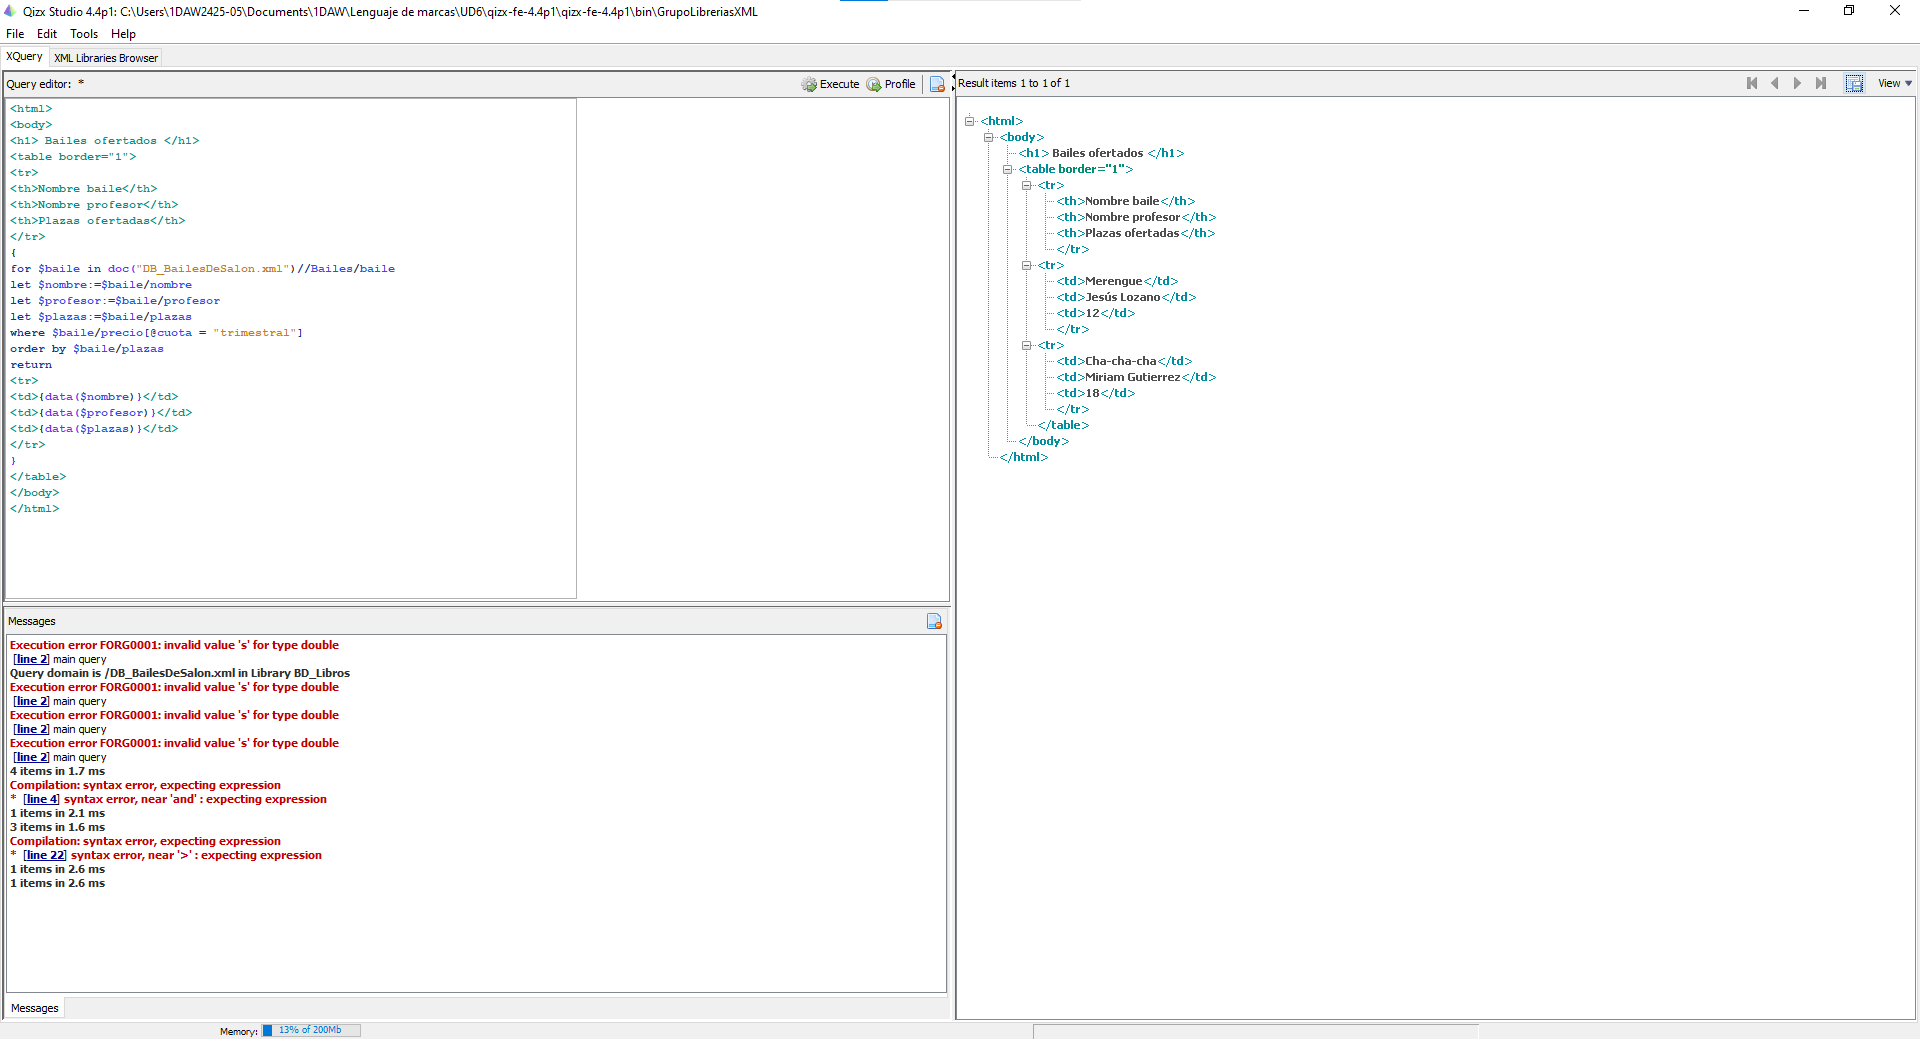 Qizx Studio 4.4p1: C:\Users\1DAW2425-05\Documents\1DAW\Lenguaje de marcas\UD6\qizx-fe-4.4p1\qizx-fe-4.4p1\bin\GrupoLibreriasXML
File Edit Tools Help
XQuery XML Libraries Browser
Query editor: * Execute Profile
<html>
<body>
<h1> Bailes ofertados </h1>
<table border="1">
<tr>
<th>Nombre baile</th>
<th>Nombre profesor</th>
<th>Plazas ofertadas</th>
</tr>
{
for $baile in doc("DB_BailesDeSalon.xml")//Bailes/baile
let $nombre:=$baile/nombre
let $profesor:=$baile/profesor
let $plazas:=$baile/plazas
where $baile/precio[@cuota = "trimestral"]
order by $baile/plazas
return
<tr>
<td>{data($nombre)}</td>
<td>{data($profesor)}</td>
<td>{data($plazas)}</td>
</tr>
}
</table>
</body>
</html>
Messages
Execution error FORG0001: invalid value 's' for type double
[line 2] main query
Query domain is /DB_BailesDeSalon.xml in Library BD_Libros
Execution error FORG0001: invalid value 's' for type double
[line 2] main query
Execution error FORG0001: invalid value 's' for type double
[line 2] main query
Execution error FORG0001: invalid value 's' for type double
[line 2] main query
4 items in 1.7 ms
Compilation: syntax error, expecting expression
* [line 4] syntax error, near 'and' : expecting expression
1 items in 2.1 ms
3 items in 1.6 ms
Compilation: syntax error, expecting expression
* [line 22] syntax error, near '>' : expecting expression
1 items in 2.6 ms
1 items in 2.6 ms
Messages
Memory: 13% of 200Mb
Result items 1 to 1 of 1 View
<html>
<body>
<h1> Bailes ofertados </h1>
<table border="1">
<tr>
<th>Nombre baile</th>
<th>Nombre profesor</th>
<th>Plazas ofertadas</th>
</tr>
<tr>
<td>Merengue</td>
<td>Jesús Lozano</td>
<td>12</td>
</tr>
<tr>
<td>Cha-cha-cha</td>
<td>Miriam Gutierrez</td>
<td>18</td>
</tr>
</table>
</body>
</html>